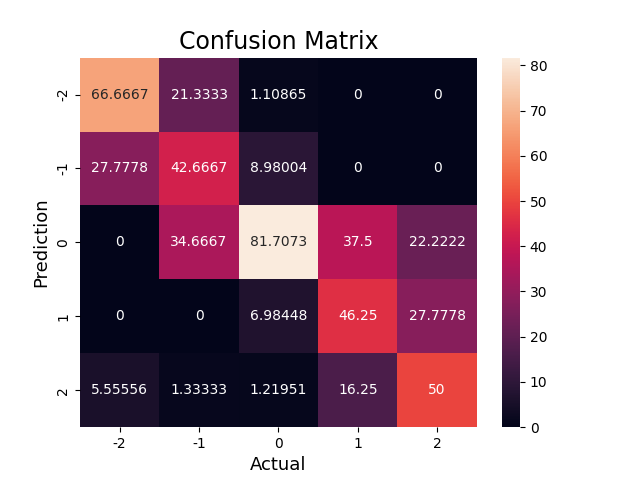 Confusion Matrix
-2 66.6667 21.3333 1.10865 0 0
-1 27.7778 42.6667 8.98004 0 0
0 0 34.6667 81.7073 37.5 22.2222
1 0 0 6.98448 46.25 27.7778
2 5.55556 1.33333 1.21951 16.25 50
-2 -1 0 1 2
Actual
Prediction
80
70
60
50
40
30
20
10
0